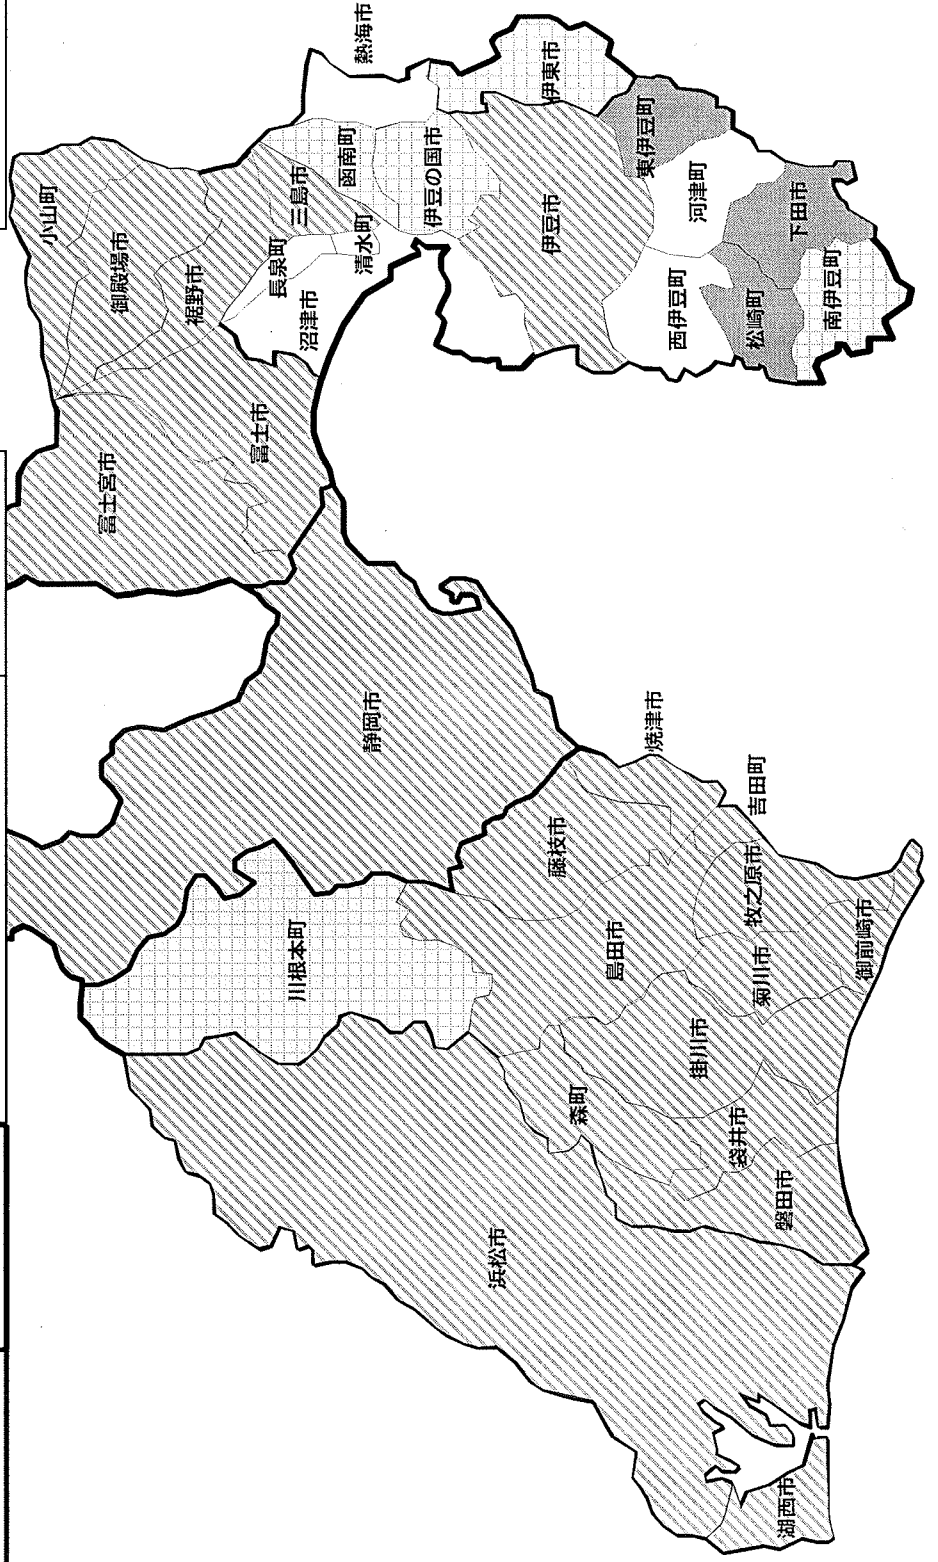 小山町
御殿場市
裾野市
三島市
函南町
熱海市
長泉町
清水町
沼津市
伊豆の国市
伊東市
伊豆市
東伊豆町
河津町
西伊豆町
松崎町
下田市
南伊豆町
富士宮市
富士市
静岡市
川根本町
藤枝市
焼津市
島田市
吉田町
牧之原市
菊川市
御前崎市
掛川市
森町
袋井市
磐田市
浜松市
湖西市